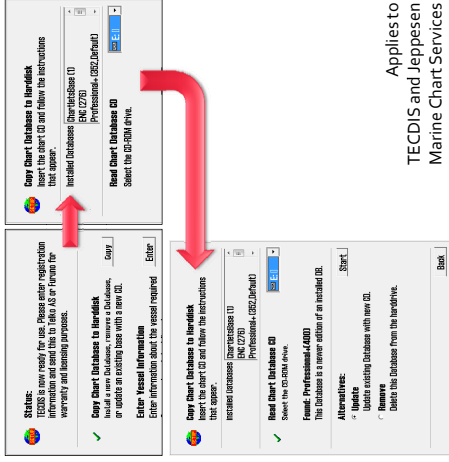 Status:
TECDIS is now ready for use. Please enter registration
information and send this to Telko AS or Furuno for
warranty and licensing purposes.
Copy Chart Database to Harddisk
Install a new Database, remove a Database,
or update an existing base with a new CD.
Copy
Enter Vessel Information
Enter information about the vessel required
Enter
Copy Chart Database to Harddisk
Insert the chart CD and follow the instructions
that appear.
Installed Databases
ChartletsBase (1)
ENC (276)
Professional+ (352,Default)
Read Chart Database CD
Select the CD-ROM drive.
E:\
Copy Chart Database to Harddisk
Insert the chart CD and follow the instructions
that appear.
Installed Databases
ChartletsBase (1)
ENC (276)
Professional+ (352,Default)
Read Chart Database CD
Select the CD-ROM drive.
E:\
Found: Professional+(400)
This Database is a newer edition of an installed DB.
Alternatives:
Start
Update
Update existing Database with new CD.
Remove
Delete this Database from the harddrive.
Back
Applies to
TECDIS and Jeppesen
Marine Chart Services